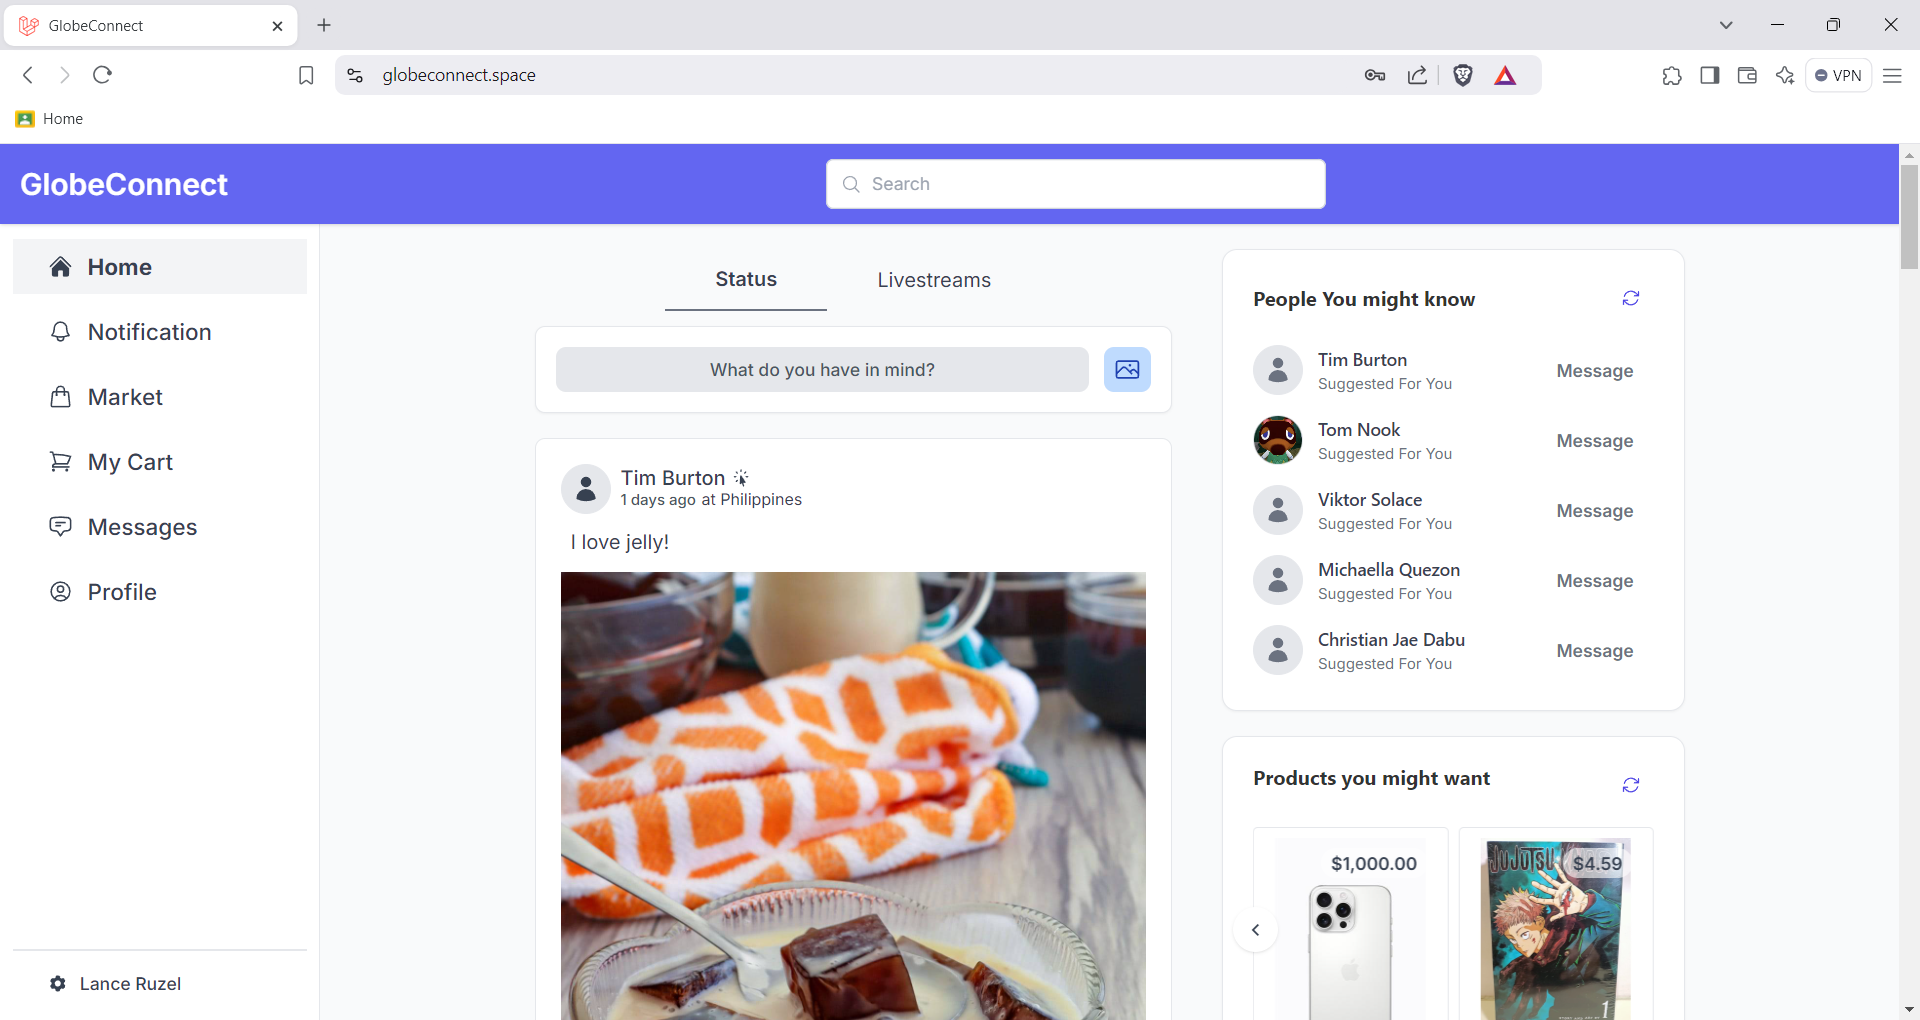 GlobeConnect
globeconnect.space
VPN
Home
GlobeConnect
Search
Home
Notification
Market
My Cart
Messages
Profile
Lance Ruzel
Status
Livestreams
What do you have in mind?
Tim Burton
1 days ago at Philippines
I love jelly!
People You might know
Tim Burton
Suggested For You
Message
Tom Nook
Suggested For You
Message
Viktor Solace
Suggested For You
Message
Michaella Quezon
Suggested For You
Message
Christian Jae Dabu
Suggested For You
Message
Products you might want
$1,000.00
JUJUTSU
$4.59
1